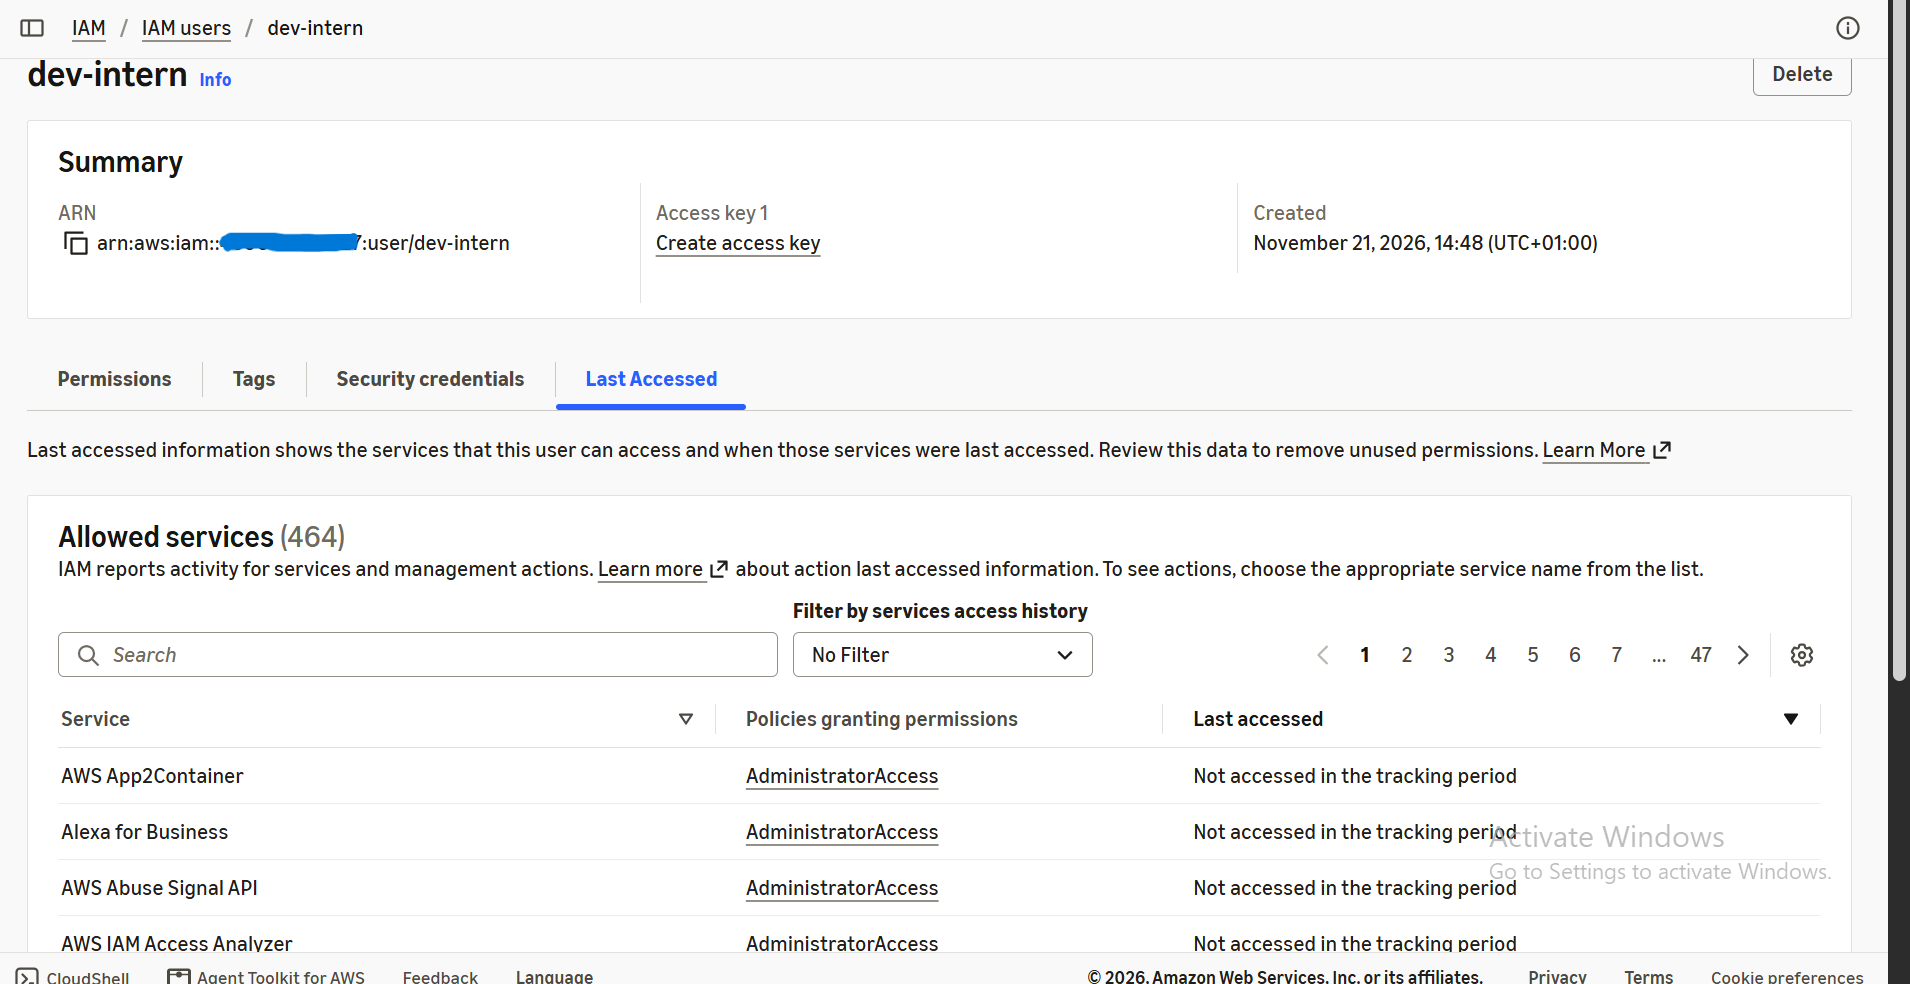 IAM / IAM users / dev-intern
dev-intern Info
Delete
Summary
ARN
arn:aws:iam:: 7:user/dev-intern
Access key 1
Create access key
Created
November 21, 2026, 14:48 (UTC+01:00)
Permissions
Tags
Security credentials
Last Accessed
Last accessed information shows the services that this user can access and when those services were last accessed. Review this data to remove unused permissions. Learn More
Allowed services (464)
IAM reports activity for services and management actions. Learn more about action last accessed information. To see actions, choose the appropriate service name from the list.
Filter by services access history
Search
No Filter
1 2 3 4 5 6 7 ... 47
Service Policies granting permissions Last accessed
AWS App2Container AdministratorAccess Not accessed in the tracking period
Alexa for Business AdministratorAccess Not accessed in the tracking period
AWS Abuse Signal API AdministratorAccess Not accessed in the tracking period
AWS IAM Access Analyzer AdministratorAccess Not accessed in the tracking period
Activate Windows
Go to Settings to activate Windows.
CloudShell Agent Toolkit for AWS Feedback Language © 2026, Amazon Web Services, Inc. or its affiliates. Privacy Terms Cookie preferences